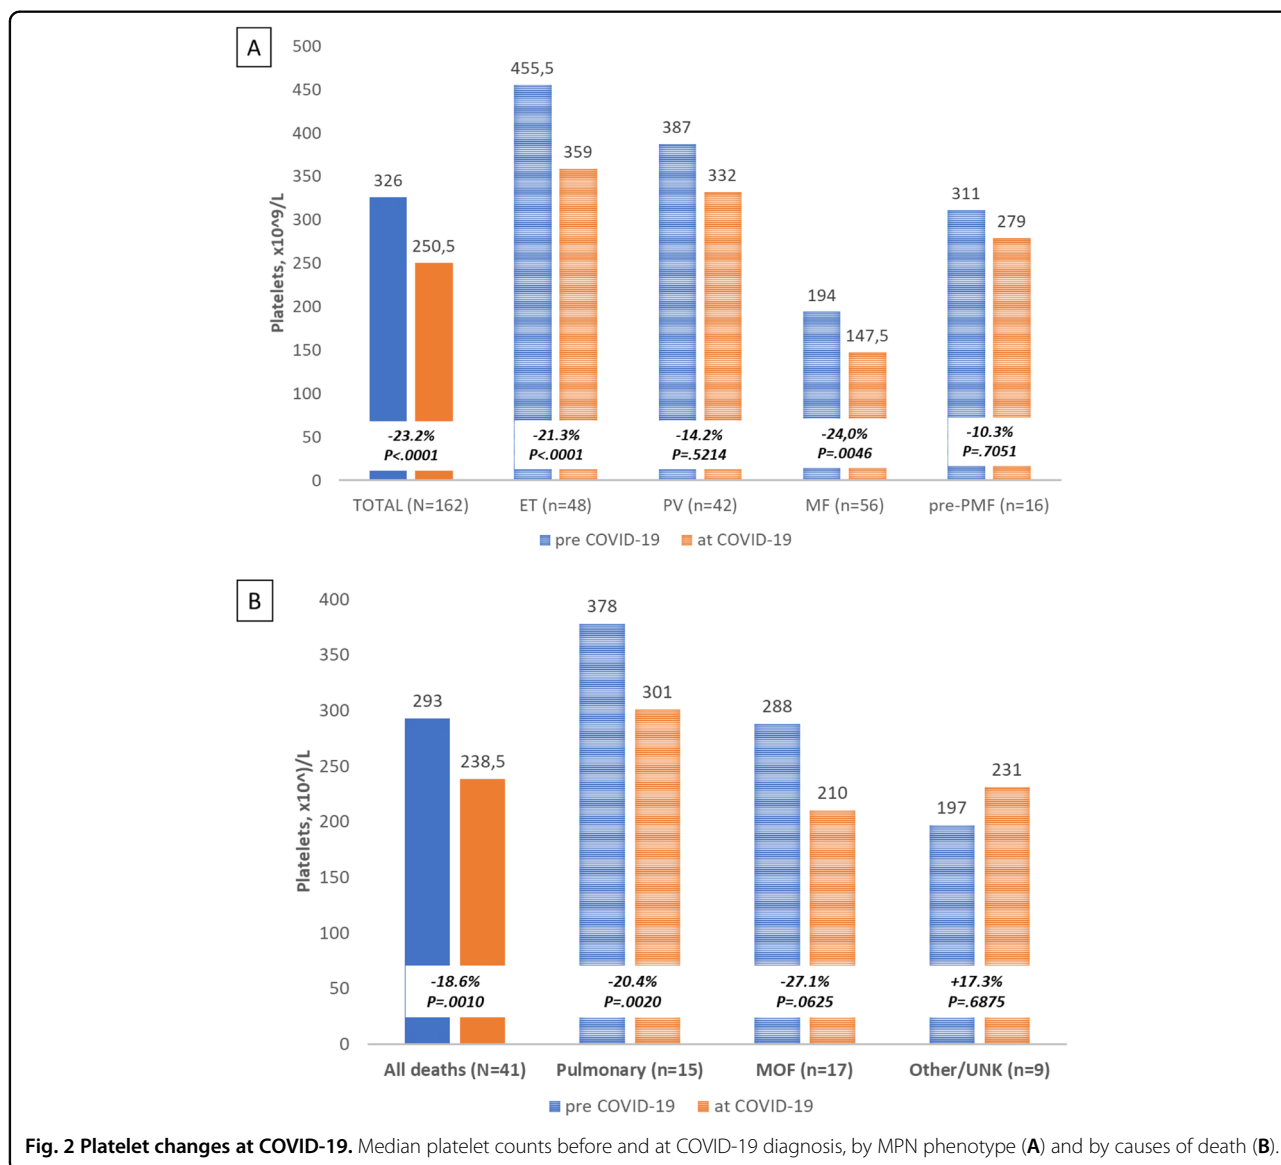 A
500
450
400
350
300
250
200
150
100
50
0
Platelets, x10^9/L
326
250,5
455,5
359
387
332
194
147,5
311
279
-23.2%
P<.0001
-21.3%
P<.0001
-14.2%
P=.5214
-24,0%
P=.0046
-10.3%
P=.7051
TOTAL (N=162)
ET (n=48)
PV (n=42)
MF (n=56)
pre-PMF (n=16)
pre COVID-19
at COVID-19
B
400
350
300
250
200
150
100
50
0
Platelets, x10^)/L
293
238,5
378
301
288
210
197
231
-18.6%
P=.0010
-20.4%
P=.0020
-27.1%
P=.0625
+17.3%
P=.6875
All deaths (N=41)
Pulmonary (n=15)
MOF (n=17)
Other/UNK (n=9)
pre COVID-19
at COVID-19
Fig. 2 Platelet changes at COVID-19. Median platelet counts before and at COVID-19 diagnosis, by MPN phenotype (A) and by causes of death (B).